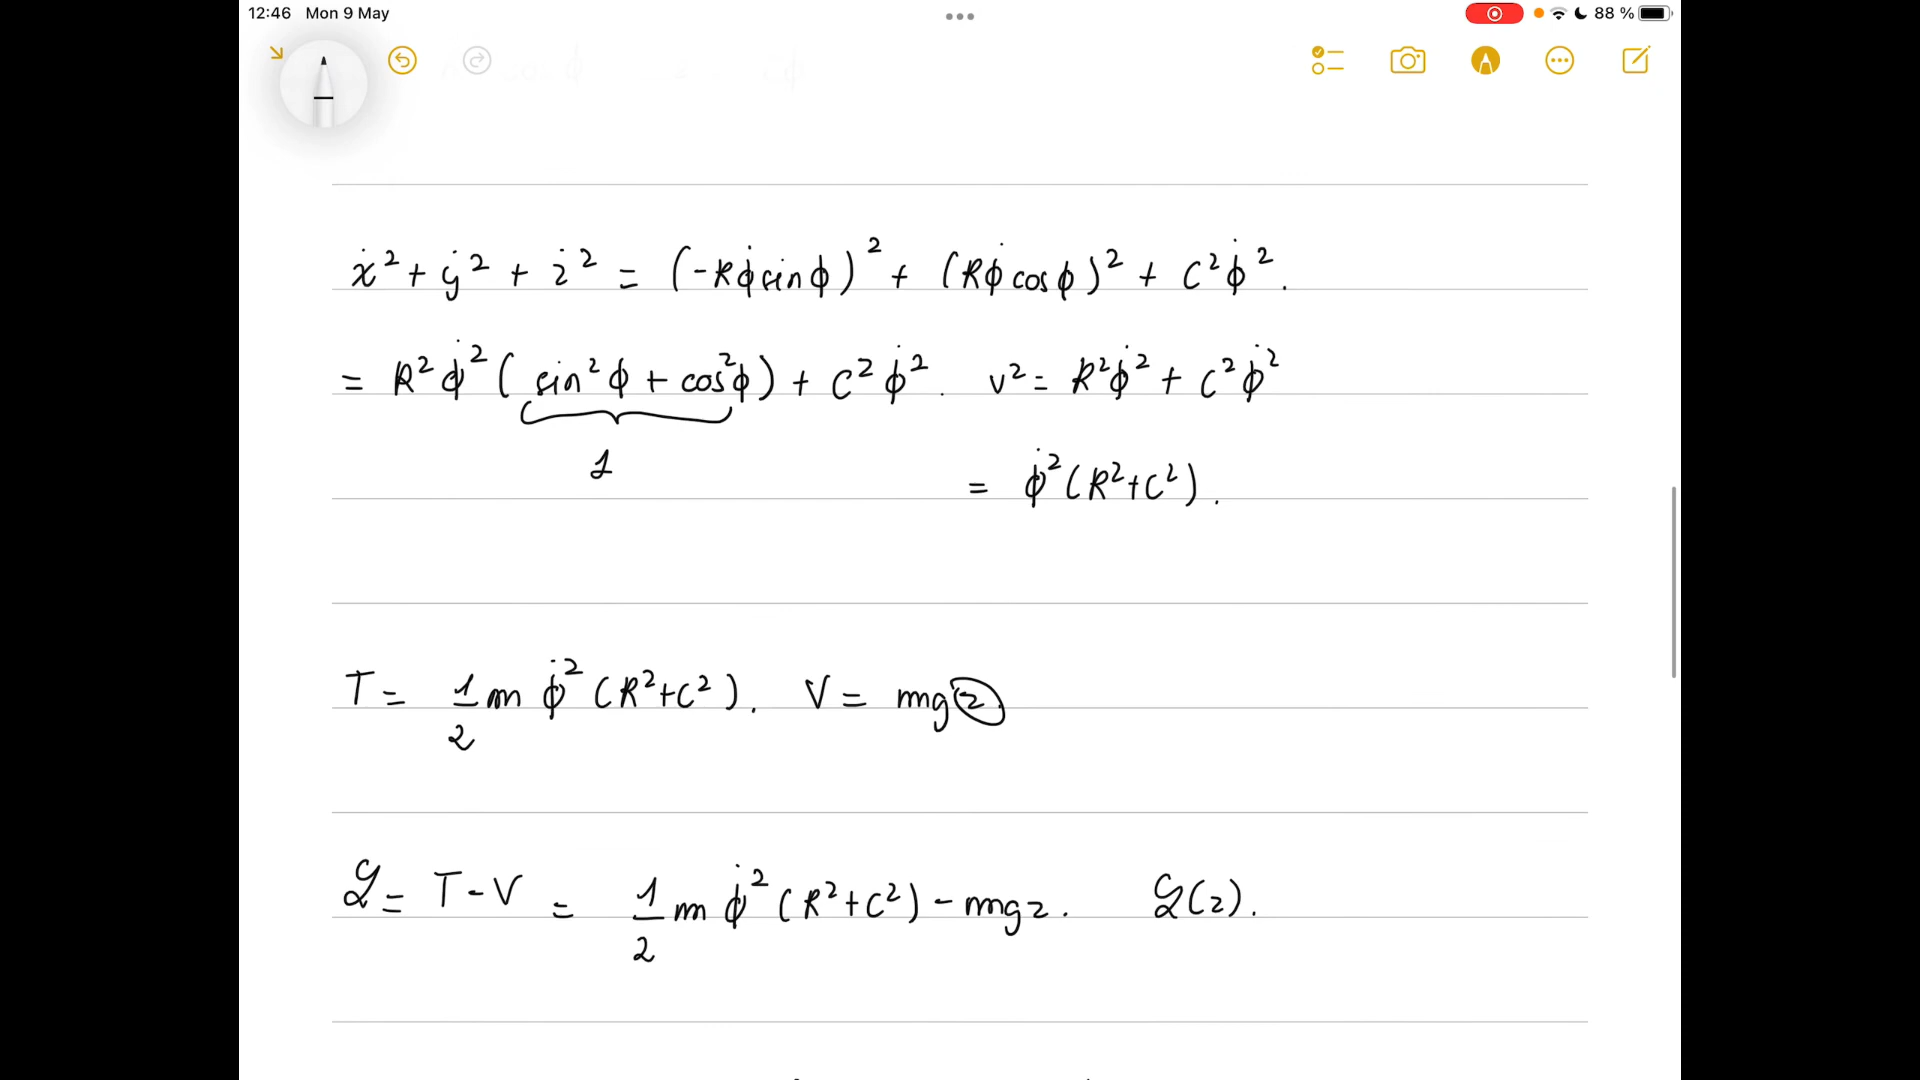 12:46 Mon 9 May 88 %
ẋ² + ẏ² + ż² = (-Rφ̇ sinφ)² + (Rφ̇ cosφ)² + C²φ̇².
= R²φ̇² (sin²φ + cos²φ) + C²φ̇². v² = R²φ̇² + C²φ̇²
1
= φ̇²(R²+C²).
T = 1/2 m φ̇² (R²+C²). V = mgz
ℒ = T - V = 1/2 m φ̇² (R²+C²) - mgz. ℒ(z).